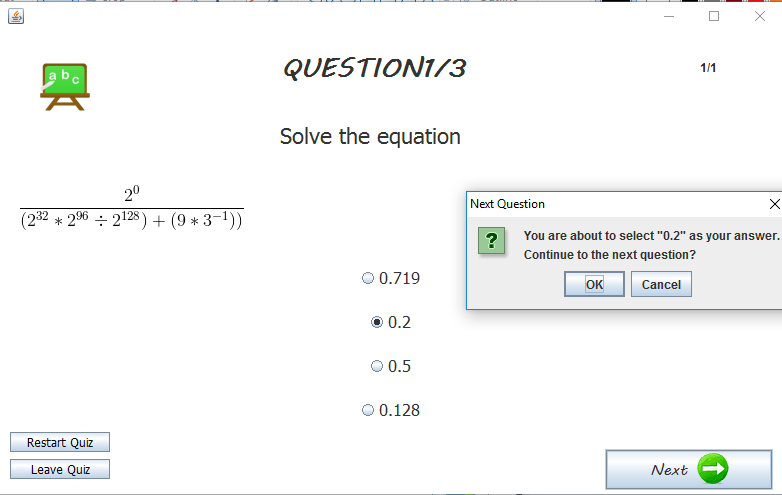 a b c
QUESTION1/3
1/1
Solve the equation
2^0
(2^32 * 2^96 ÷ 2^128) + (9 * 3^−1))
Next Question
You are about to select "0.2" as your answer.
Continue to the next question?
OK Cancel
0.719
0.2
0.5
0.128
Restart Quiz
Leave Quiz
Next